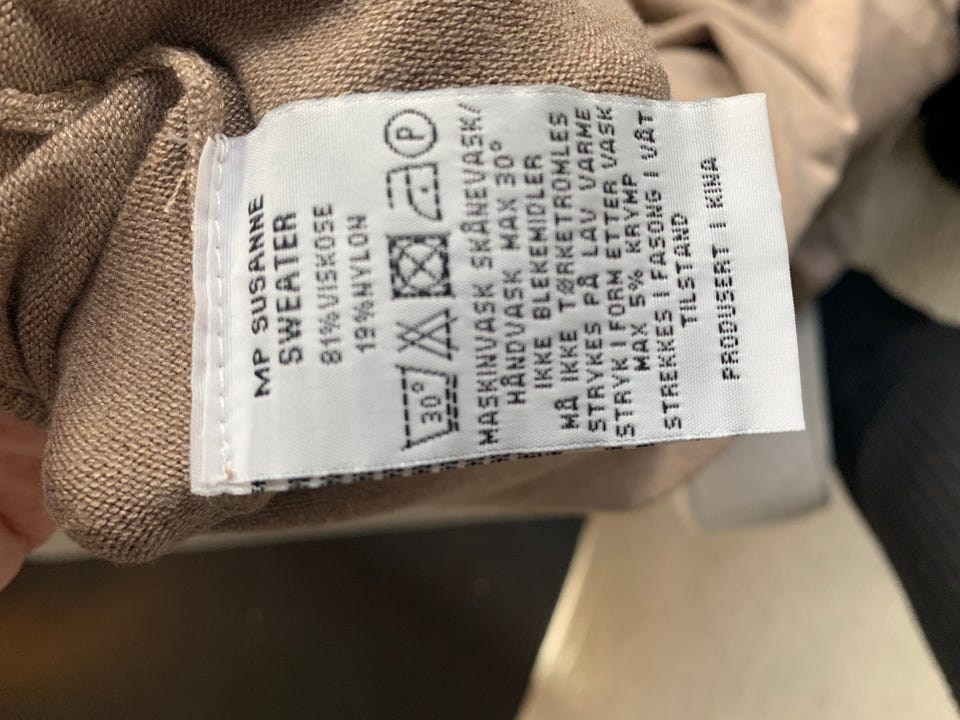 MP SUSANNE
SWEATER
81%VISKOSE
19%NYLON
30° P
MASKINVASK SKÅNEVASK/
HÅNDVASK MAX 30°
IKKE BLEKEMIDLER
MÅ IKKE TØRKETROMLES
STRYKES PÅ LAV VARME
STRYK I FORM ETTER VASK
MAX 5% KRYMP
STREKKES I FASONG I VÅT
TILSTAND
PRODUSERT I KINA